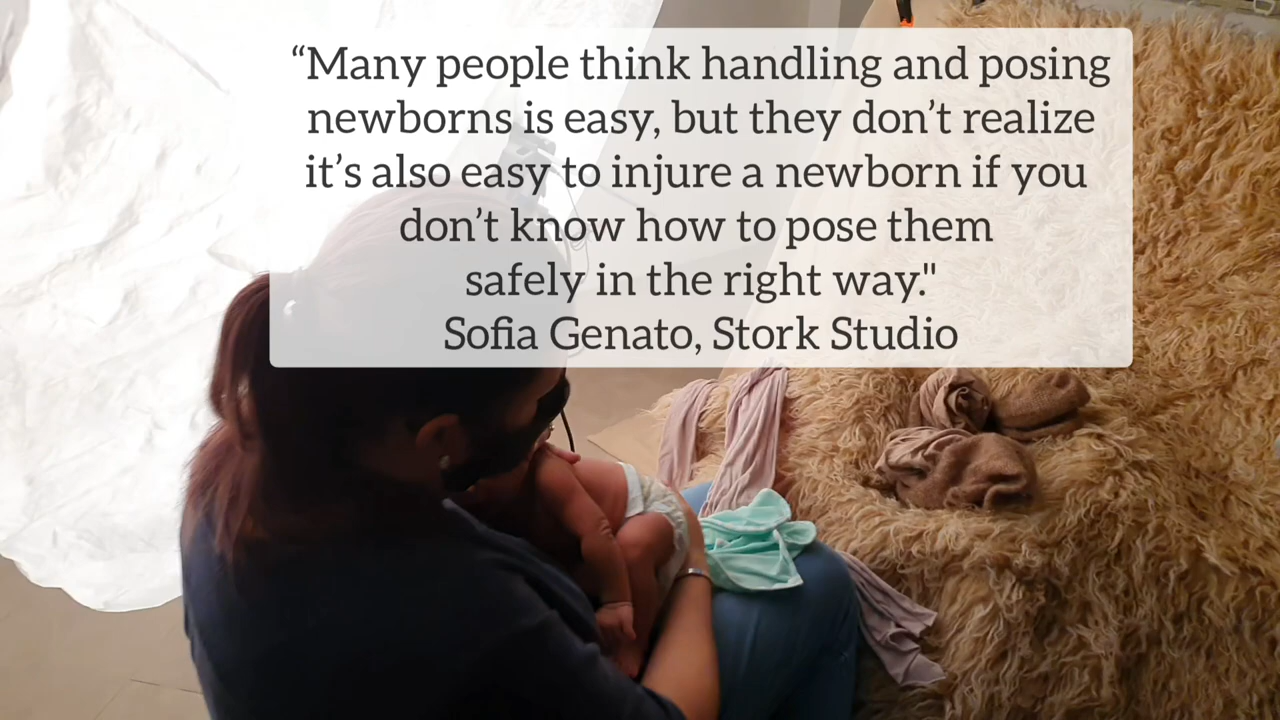 “Many people think handling and posing
newborns is easy, but they don’t realize
it’s also easy to injure a newborn if you
don’t know how to pose them
safely in the right way."
Sofia Genato, Stork Studio